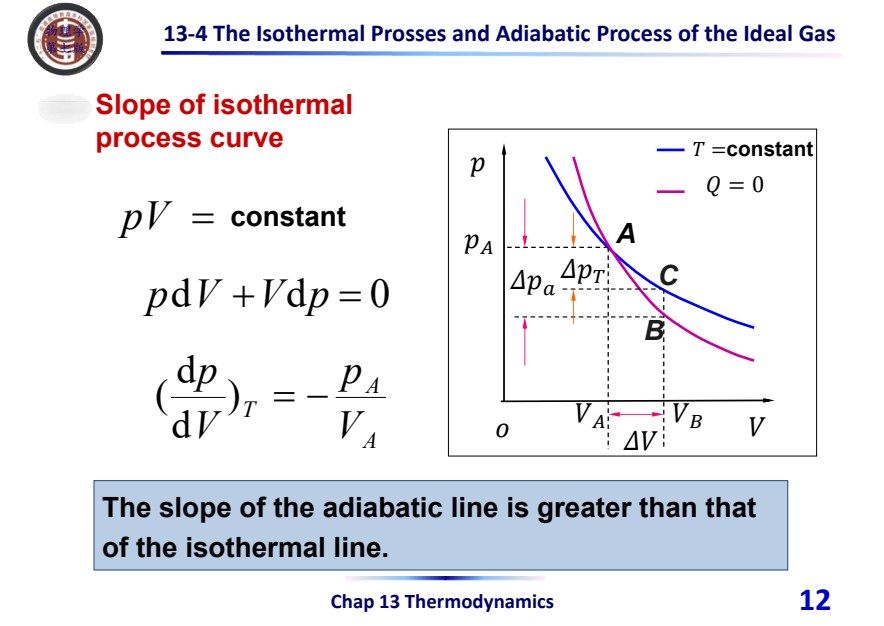 13-4 The Isothermal Prosses and Adiabatic Process of the Ideal Gas
Slope of isothermal
process curve
pV = constant
pdV + Vdp = 0
(dp/dV)_T = − p_A/V_A
p
T =constant
Q = 0
p_A
A
Δp_a
Δp_T
C
B
o
V_A
V_B
V
ΔV
The slope of the adiabatic line is greater than that
of the isothermal line.
Chap 13 Thermodynamics
12